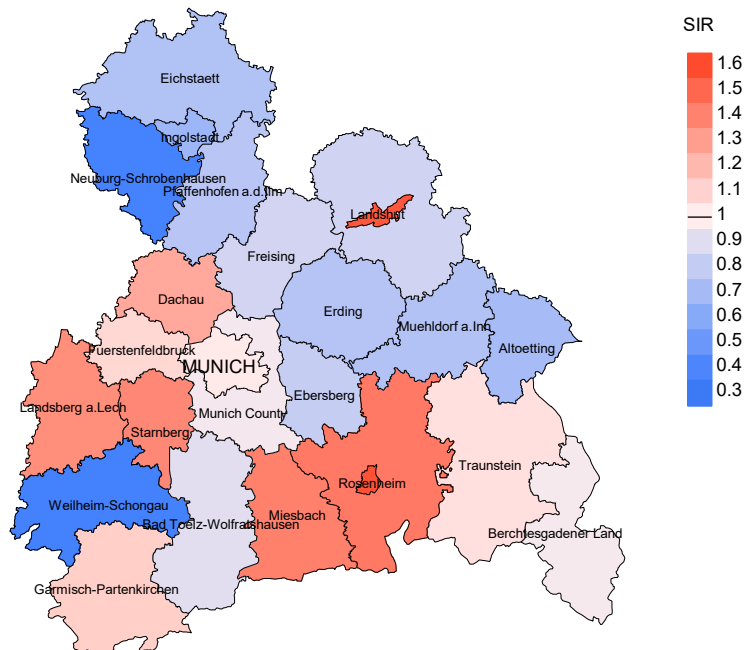 SIR
1.6
1.5
1.4
1.3
1.2
1.1
1
0.9
0.8
0.7
0.6
0.5
0.4
0.3
Eichstaett
Ingolstadt
Neuburg-Schrobenhausen
Pfaffenhofen a.d.Ilm
Landshut
Freising
Dachau
Erding
Muehldorf a.Inn
Altoetting
Fuerstenfeldbruck
MUNICH
Ebersberg
Landsberg a.Lech
Munich County
Starnberg
Traunstein
Rosenheim
Weilheim-Schongau
Miesbach
Bad Toelz-Wolfratshausen
Berchtesgadener Land
Garmisch-Partenkirchen